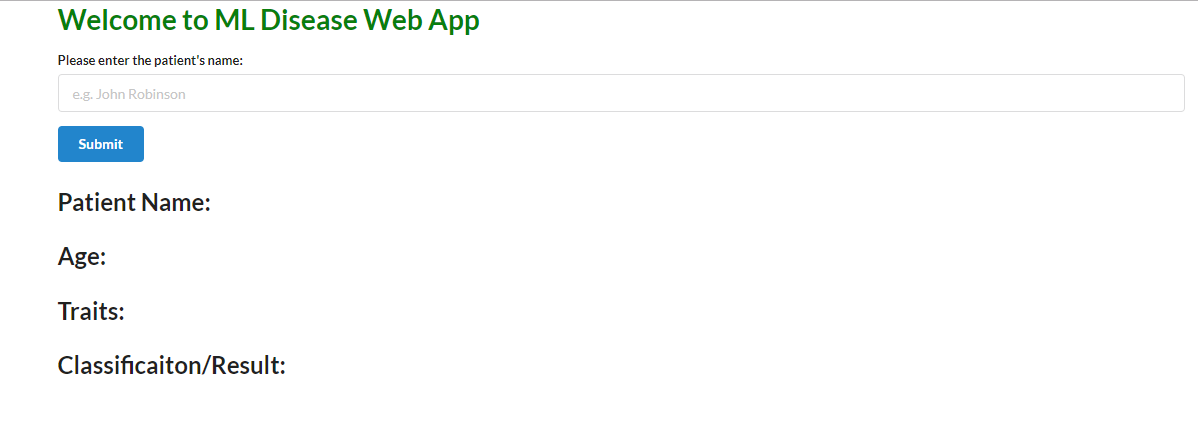 Welcome to ML Disease Web App
Please enter the patient's name:
e.g. John Robinson
Submit
Patient Name:
Age:
Traits:
Classificaiton/Result: